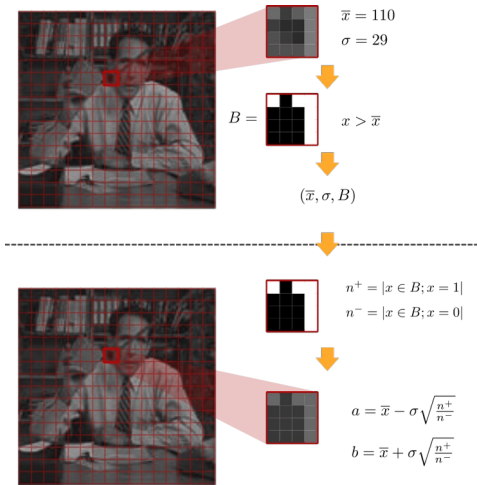 x̅ = 110
σ = 29
B =
x > x̅
(x̅, σ, B)
n⁺ = |x ∈ B; x = 1|
n⁻ = |x ∈ B; x = 0|
a = x̅ − σ√(n⁺/n⁻)
b = x̅ + σ√(n⁺/n⁻)